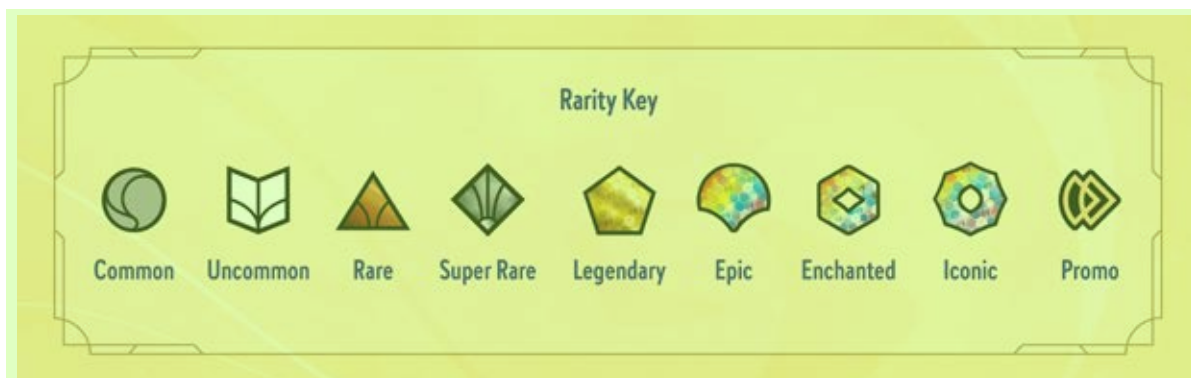 Rarity Key
Common Uncommon Rare Super Rare Legendary Epic Enchanted Iconic Promo